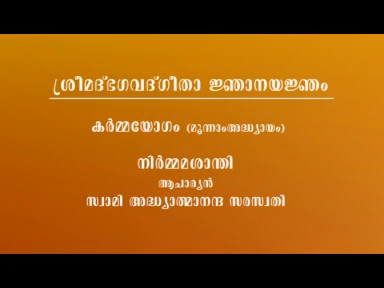 ശ്രീമദ്ഭഗവദ്ഗീതാ ജ്ഞാനയജ്ഞം
കർമ്മയോഗം (മൂന്നാംഅദ്ധ്യായം)
നിർമ്മമശാന്തി
ആചാര്യൻ
സ്വാമി അദ്ധ്യാത്മാനന്ദ സരസ്വതി